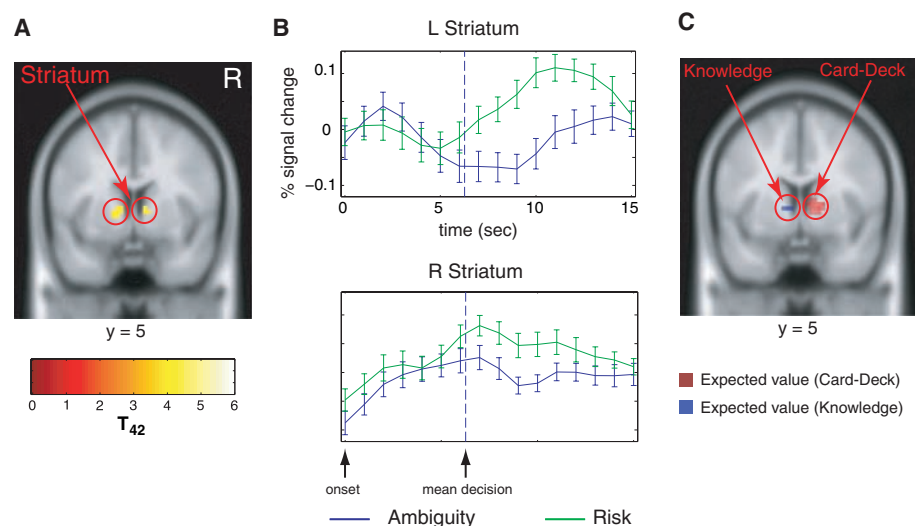 A
Striatum
R
y = 5
0 1 2 3 4 5 6
T42
B
L Striatum
% signal change
0.1
0
−0.1
0 5 10 15
time (sec)
R Striatum
onset
mean decision
Ambiguity
Risk
C
Knowledge
Card-Deck
y = 5
Expected value (Card-Deck)
Expected value (Knowledge)